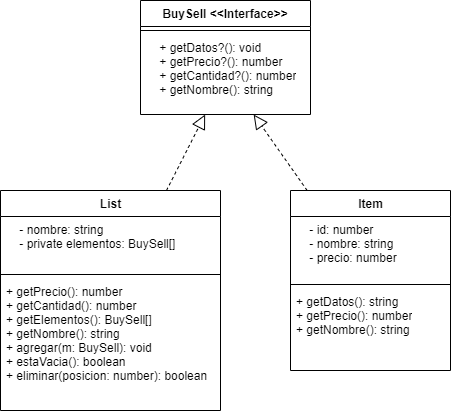 BuySell <<Interface>>
+ getDatos?(): void
+ getPrecio?(): number
+ getCantidad?(): number
+ getNombre(): string
List
- nombre: string
- private elementos: BuySell[]
+ getPrecio(): number
+ getCantidad(): number
+ getElementos(): BuySell[]
+ getNombre(): string
+ agregar(m: BuySell): void
+ estaVacia(): boolean
+ eliminar(posicion: number): boolean
Item
- id: number
- nombre: string
- precio: number
+ getDatos(): string
+ getPrecio(): number
+ getNombre(): string